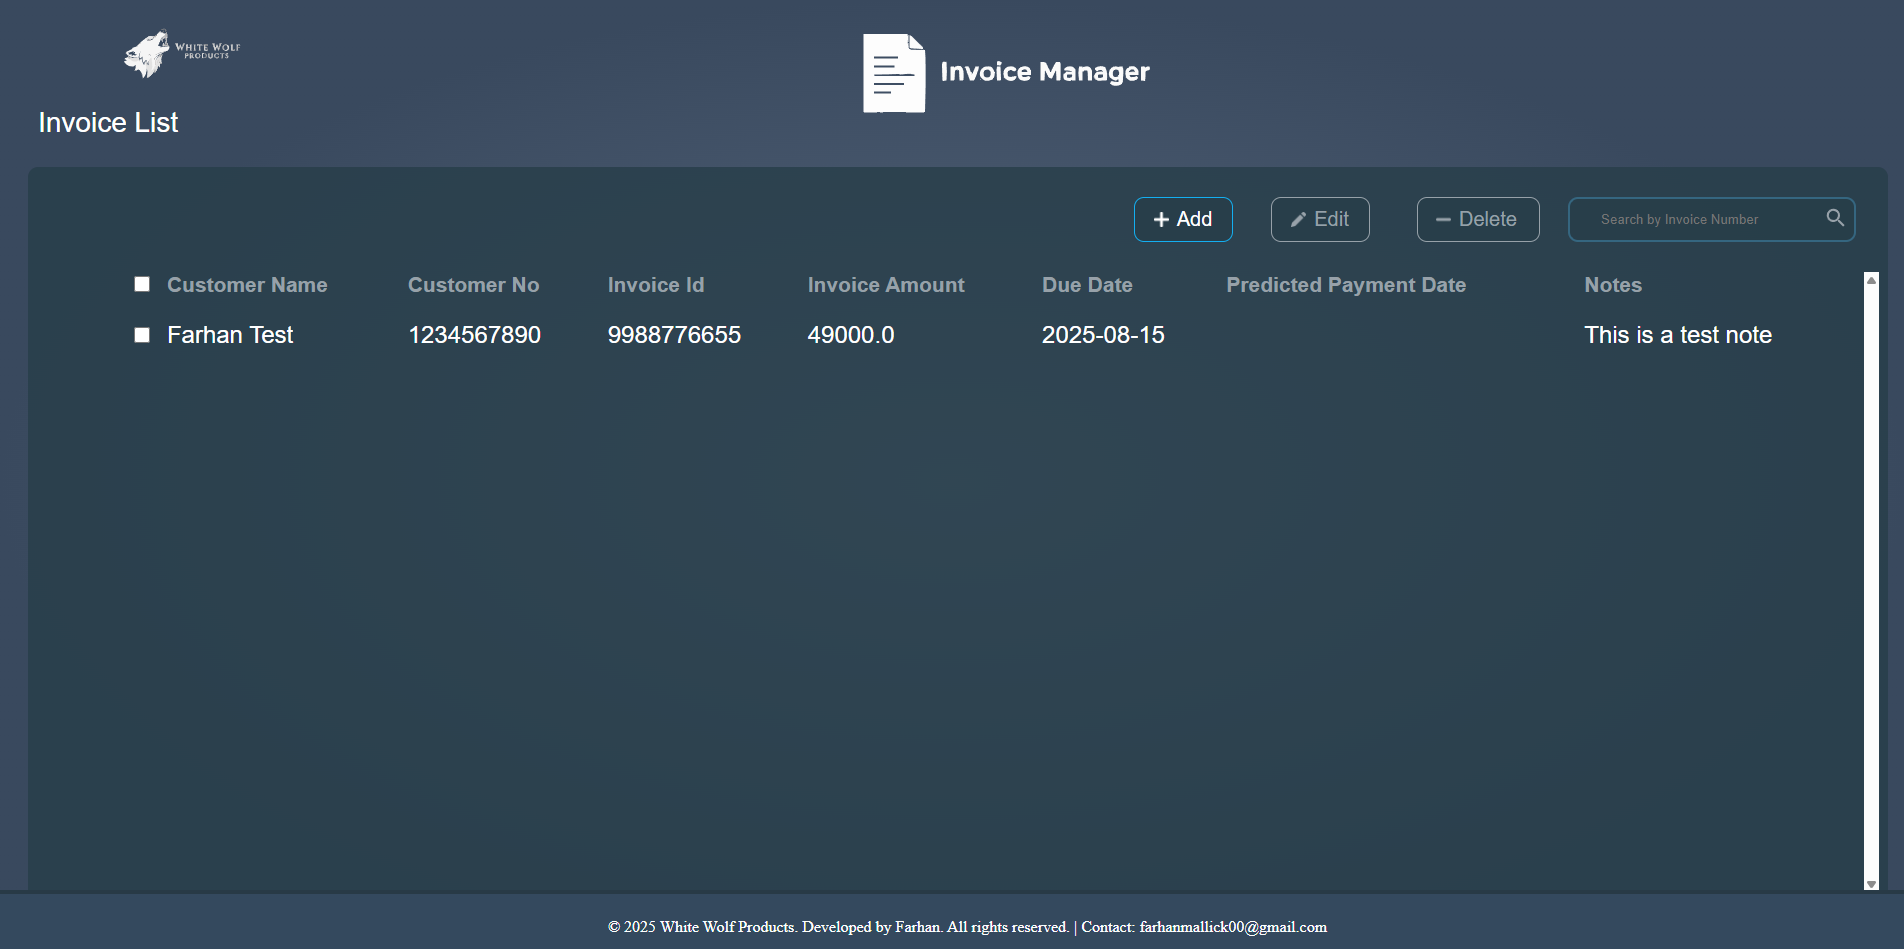 WHITE WOLF
PRODUCTS
Invoice Manager
Invoice List
Add
Edit
Delete
Search by Invoice Number
Customer Name Customer No Invoice Id Invoice Amount Due Date Predicted Payment Date Notes
Farhan Test 1234567890 9988776655 49000.0 2025-08-15 This is a test note
© 2025 White Wolf Products. Developed by Farhan. All rights reserved. | Contact: farhanmallick00@gmail.com